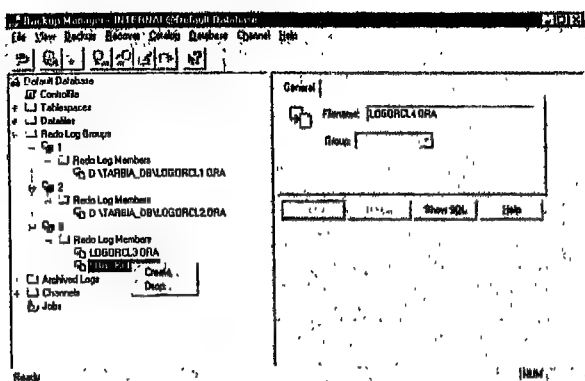 Backup Manager - INTERNAL@Default Database
File View Backup Recover Catalog Database Channel Help
Default Database
Controlfile
Tablespaces
Datafiles
Redo Log Groups
1
Redo Log Members
D:\TARBIA_DB\LOGORCL1.ORA
2
Redo Log Members
D:\TARBIA_DB\LOGORCL2.ORA
Redo Log Members
LOGORCL3.ORA
Create
Drop
Archived Logs
Channels
Jobs
General
Filename: LOGORCL4.ORA
Group:
Show SQL
Help
Ready
NUM